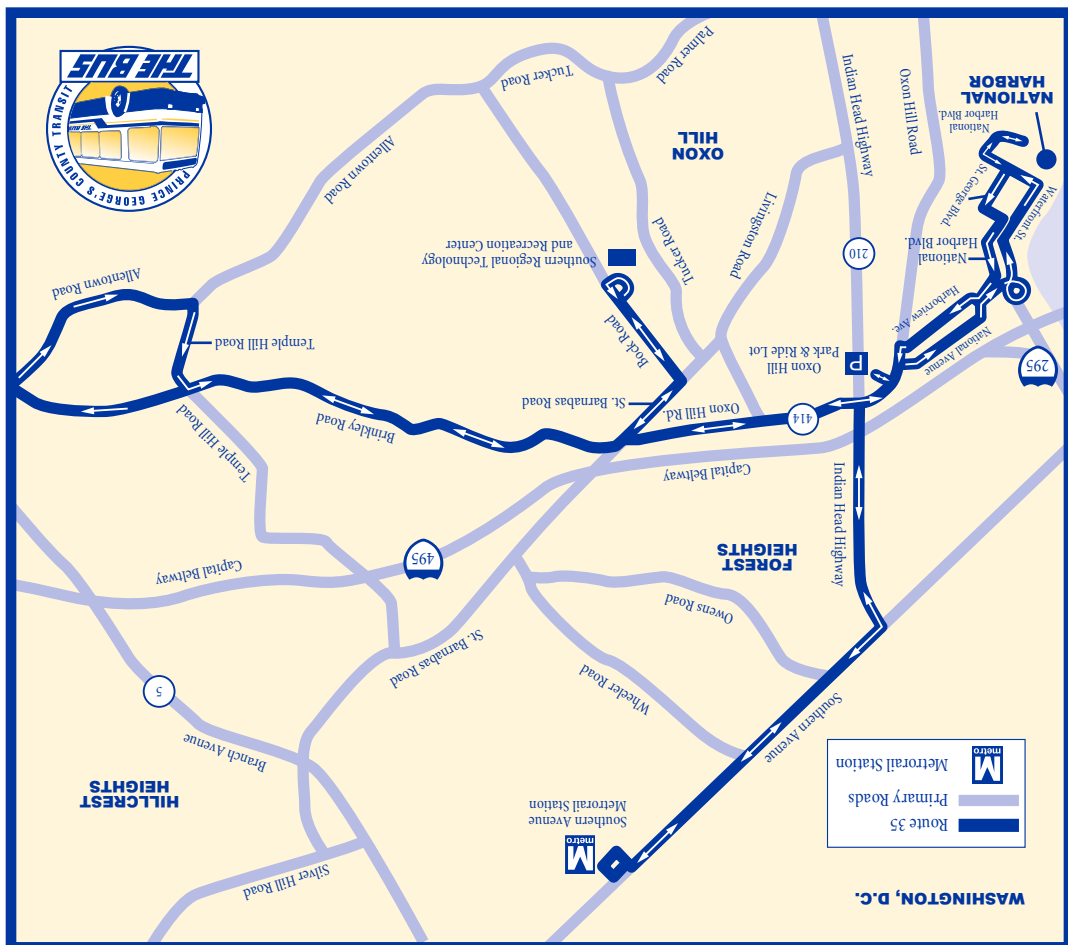 WASHINGTON, D.C.
Route 35
Primary Roads
metro
Metrorail Station
Silver Hill Road
metro
Southern Avenue
Metrorail Station
HILLCREST
HEIGHTS
Branch Avenue
5
Southern Avenue
Wheeler Road
St. Barnabas Road
Owens Road
FOREST
HEIGHTS
Indian Head Highway
Capital Beltway
495
Capital Beltway
Temple Hill Road
Brinkley Road
414
Oxon Hill Rd.
St. Barnabas Road
295
National Avenue
Oxon Hill
Park & Ride Lot
P
Bock Road
Temple Hill Road
Harborview Ave.
Allentown Road
National
Harbor Blvd.
210
Southern Regional Technology
and Recreation Center
Tucker Road
Livingston Road
Waterfront St.
St. George Blvd.
Allentown Road
OXON
HILL
Oxon Hill Road
Indian Head Highway
National
Harbor Blvd.
NATIONAL
HARBOR
Tucker Road
Palmer Road
PRINCE GEORGE'S COUNTY TRANSIT
THE BUS
THE BUS